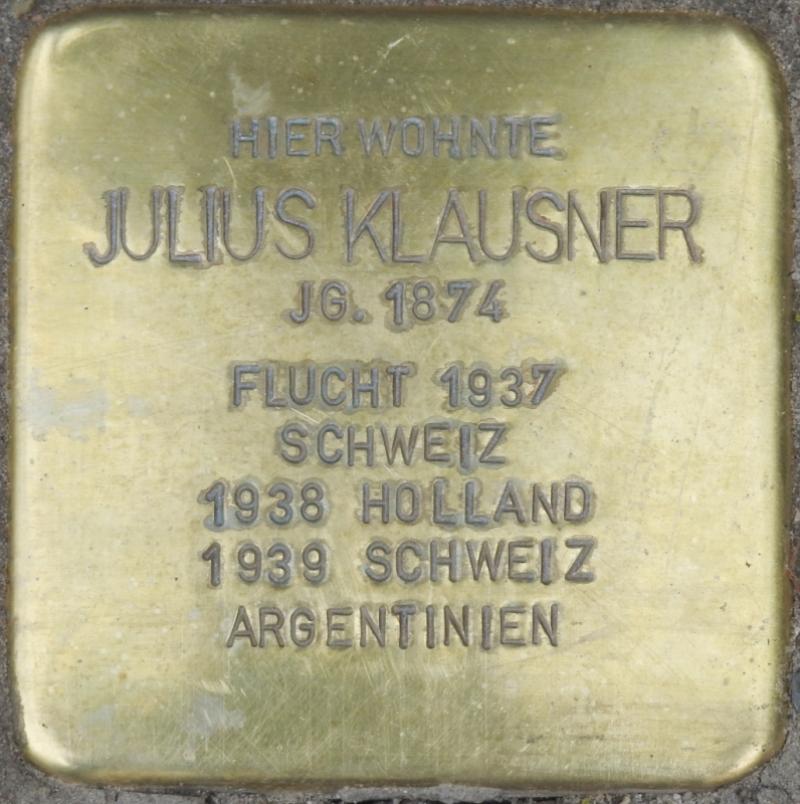 HIER WOHNTE
JULIUS KLAUSNER
JG. 1874
FLUCHT 1937
SCHWEIZ
1938 HOLLAND
1939 SCHWEIZ
ARGENTINIEN